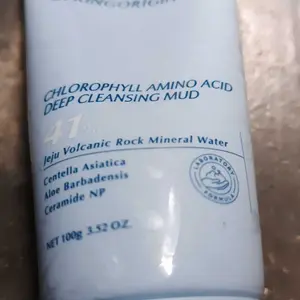 CHLOROPHYLL AMINO ACID
DEEP CLEANSING MUD
41%
Jeju Volcanic Rock Mineral Water
Centella Asiatica
Aloe Barbadensis
Ceramide NP
LABORATORY
FORMULA
NET 100g 3.52 OZ.